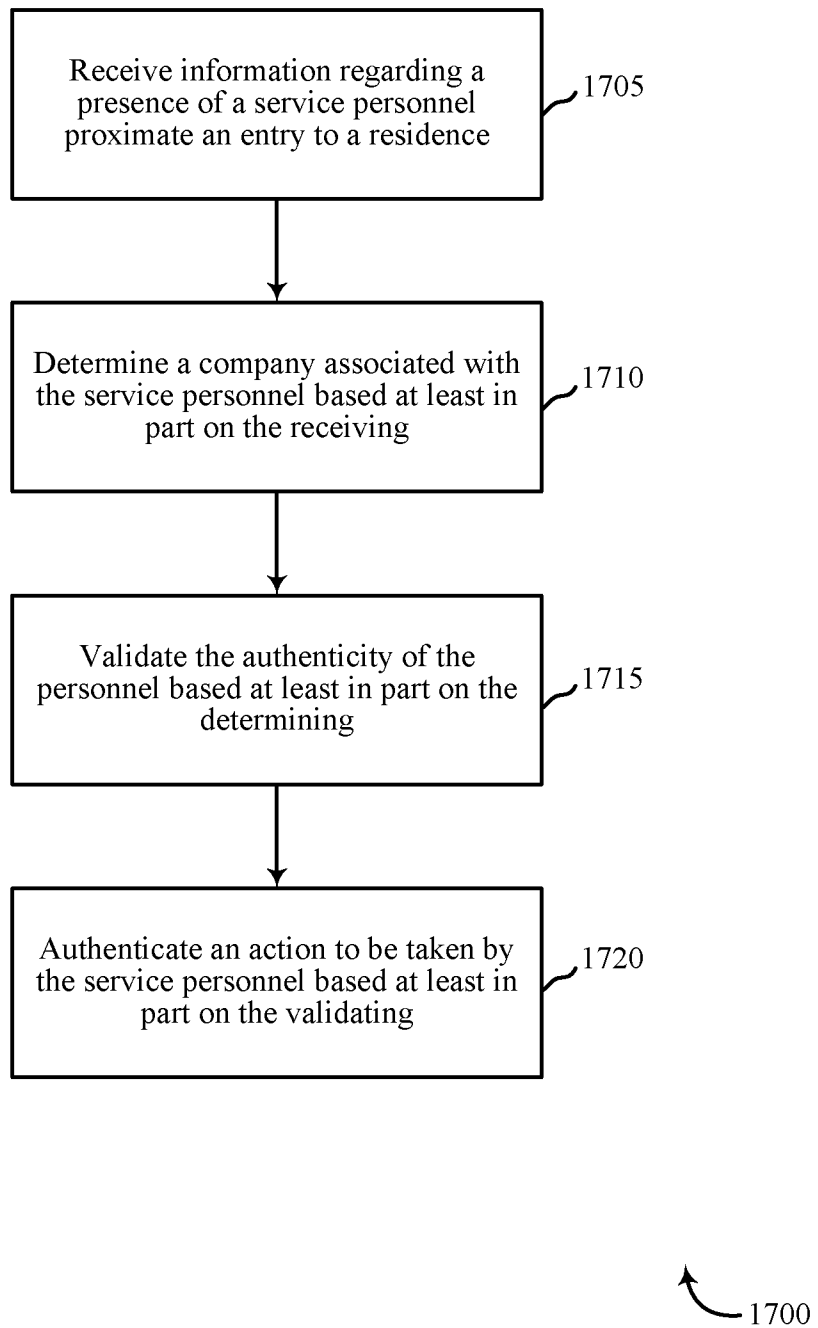 Receive information regarding a
presence of a service personnel
proximate an entry to a residence
1705
Determine a company associated with
the service personnel based at least in
part on the receiving
1710
Validate the authenticity of the
personnel based at least in part on the
determining
1715
Authenticate an action to be taken by
the service personnel based at least in
part on the validating
1720
1700